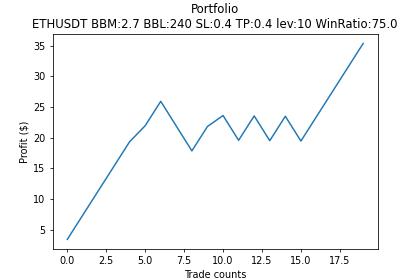 Portfolio
ETHUSDT BBM:2.7 BBL:240 SL:0.4 TP:0.4 lev:10 WinRatio:75.0
35
30
25
20
15
10
5
Profit ($)
0.0 2.5 5.0 7.5 10.0 12.5 15.0 17.5
Trade counts